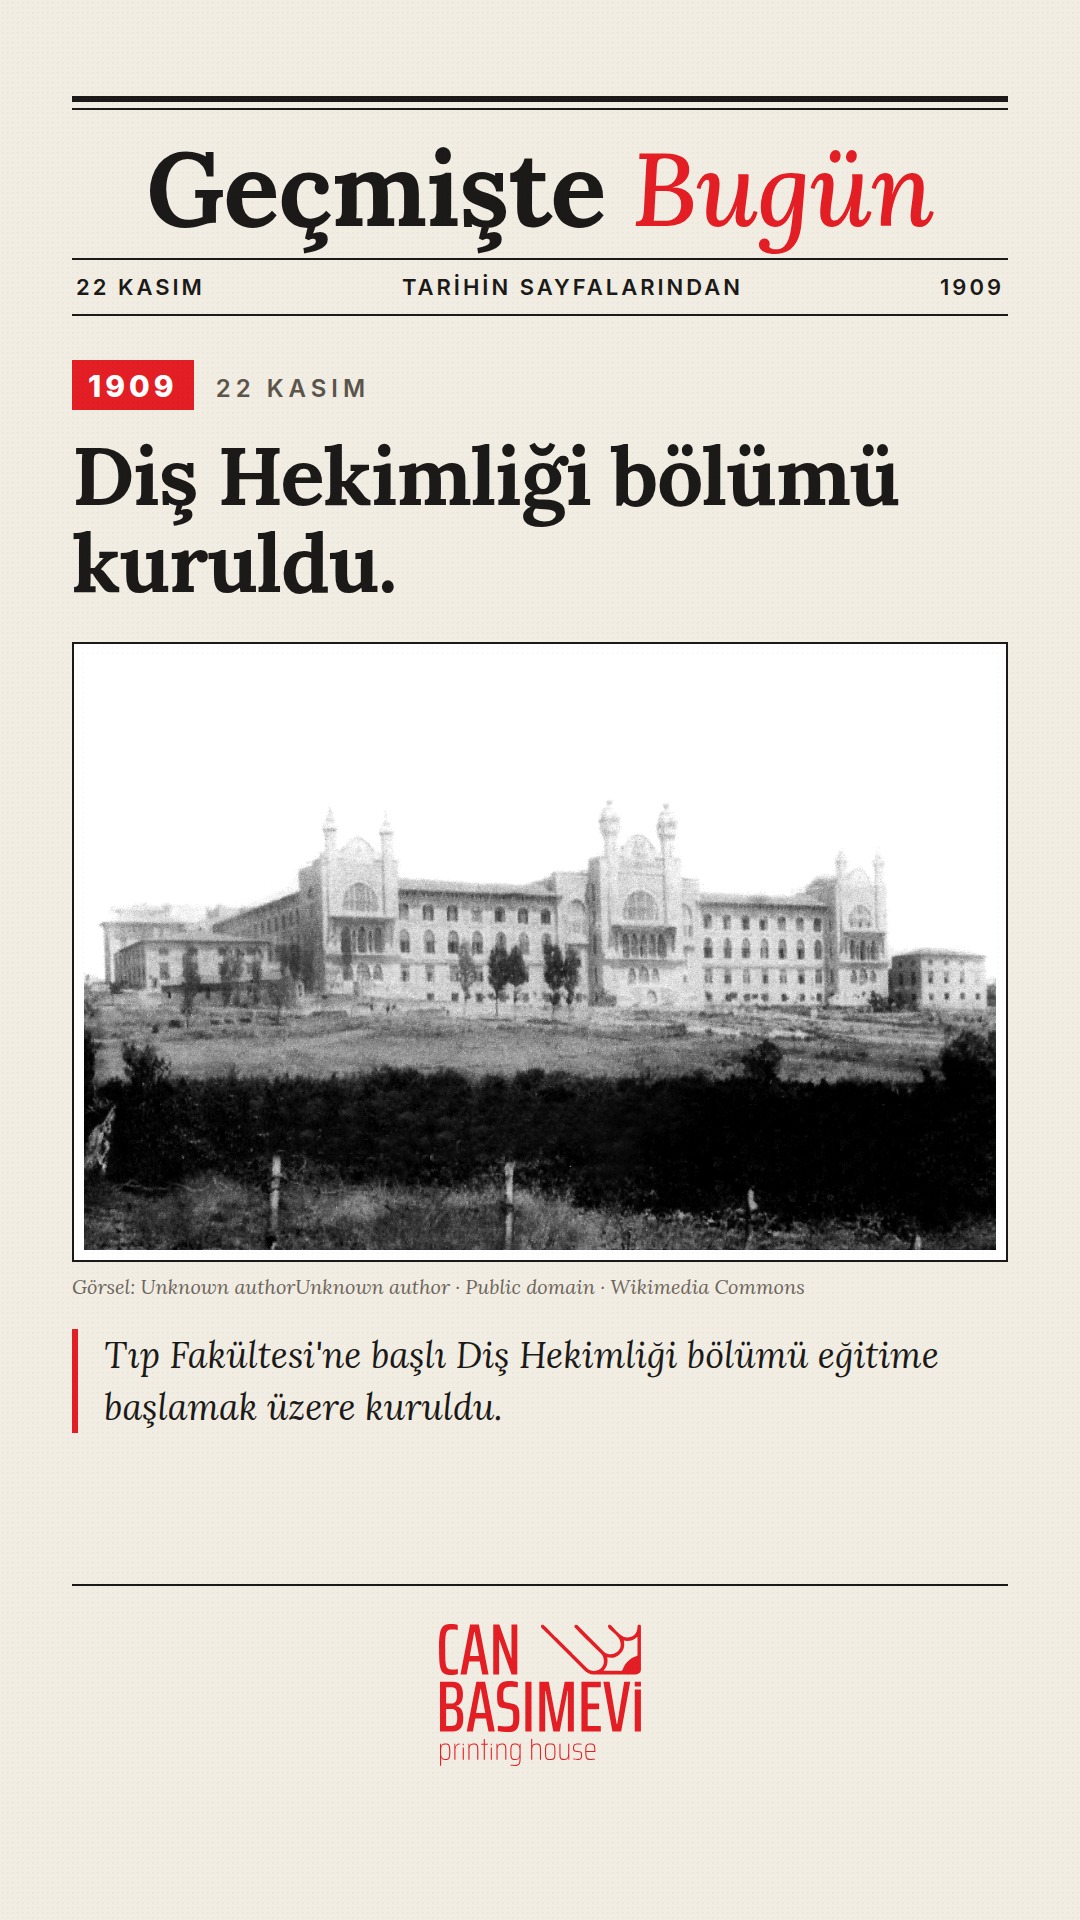 Geçmişte Bugün
22 KASIM TARİHİN SAYFALARINDAN 1909
1909 22 KASIM
Diş Hekimliği bölümü
kuruldu.
Görsel: Unknown authorUnknown author · Public domain · Wikimedia Commons
Tıp Fakültesi'ne başlı Diş Hekimliği bölümü eğitime
başlamak üzere kuruldu.
CAN
BASIMEVi
printing house